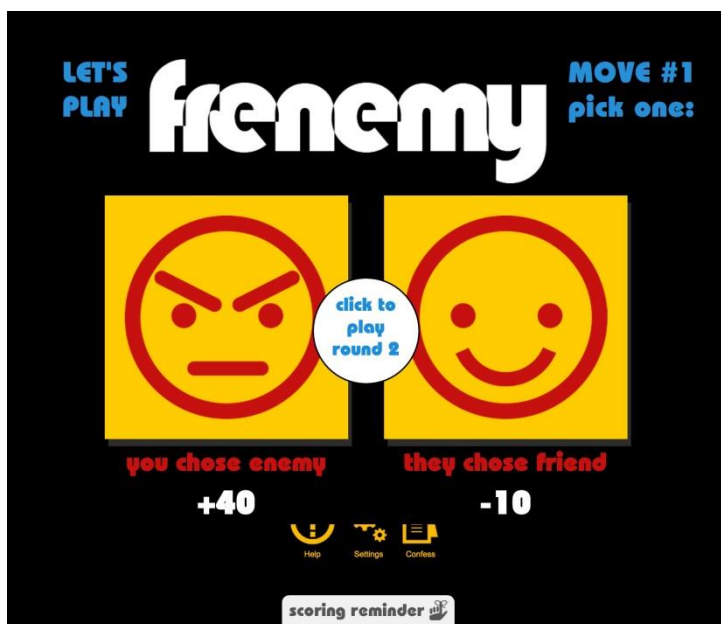 LET'S
PLAY
frenemy
MOVE #1
pick one:
click to
play
round 2
you chose enemy
they chose friend
+40
-10
Help
Settings
Confess
scoring reminder